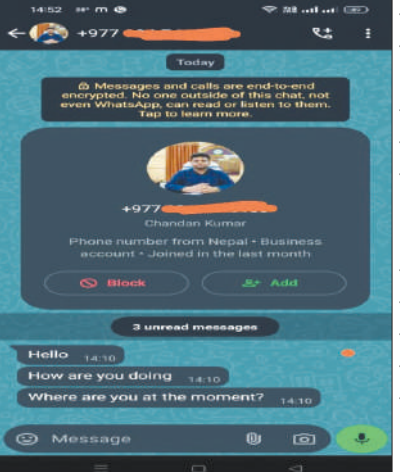 14:52
+977
Today
Messages and calls are end-to-end
encrypted. No one outside of this chat, not
even WhatsApp, can read or listen to them.
Tap to learn more.
+977
Chandan Kumar
Phone number from Nepal • Business
account • Joined in the last month
Block
Add
3 unread messages
Hello 14:10
How are you doing 14:10
Where are you at the moment? 14:10
Message